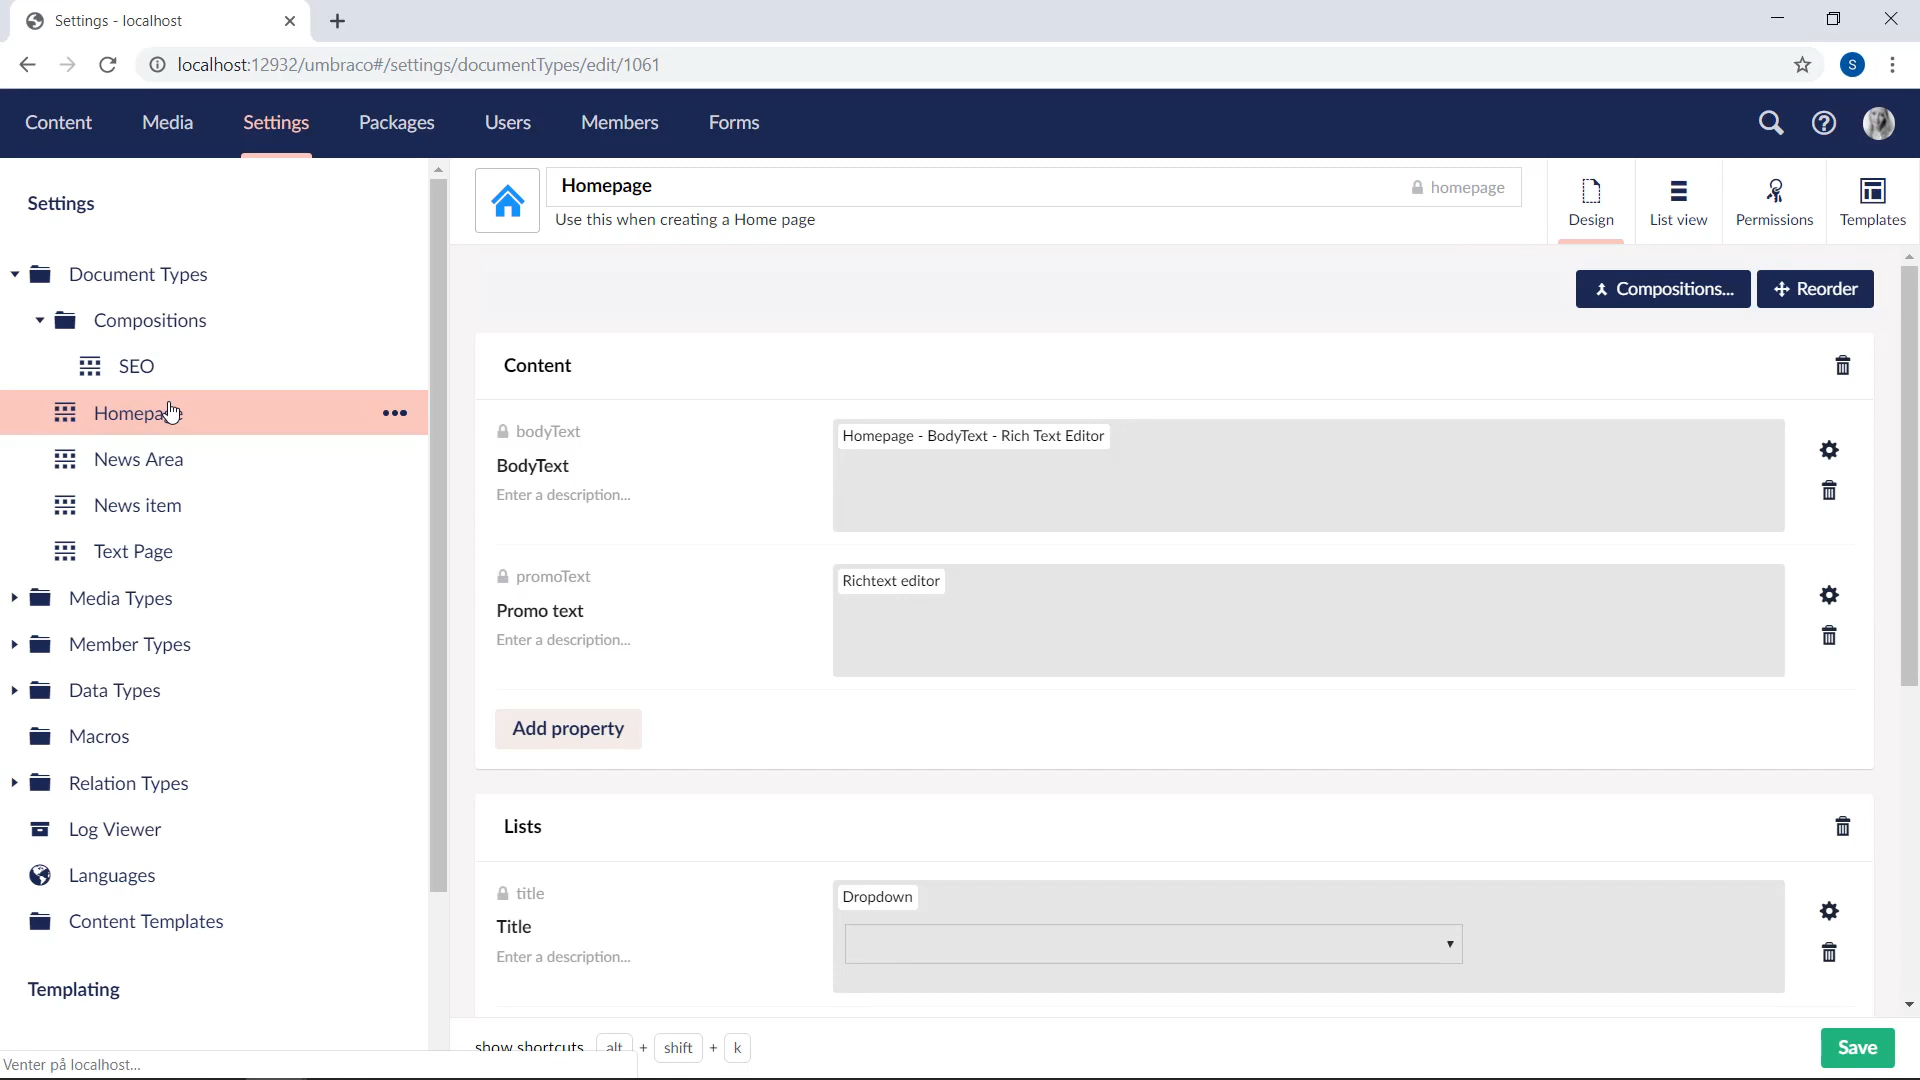 Settings - localhost
localhost:12932/umbraco#/settings/documentTypes/edit/1061
S
Content Media Settings Packages Users Members Forms
Settings
Document Types
Compositions
SEO
Homepage
News Area
News item
Text Page
Media Types
Member Types
Data Types
Macros
Relation Types
Log Viewer
Languages
Content Templates
Templating
Venter på localhost...
Homepage
homepage
Use this when creating a Home page
Design
List view
Permissions
Templates
Compositions...
Reorder
Content
bodyText
BodyText
Enter a description...
Homepage - BodyText - Rich Text Editor
promoText
Promo text
Enter a description...
Richtext editor
Add property
Lists
title
Title
Enter a description...
Dropdown
show shortcuts alt + shift + k
Save